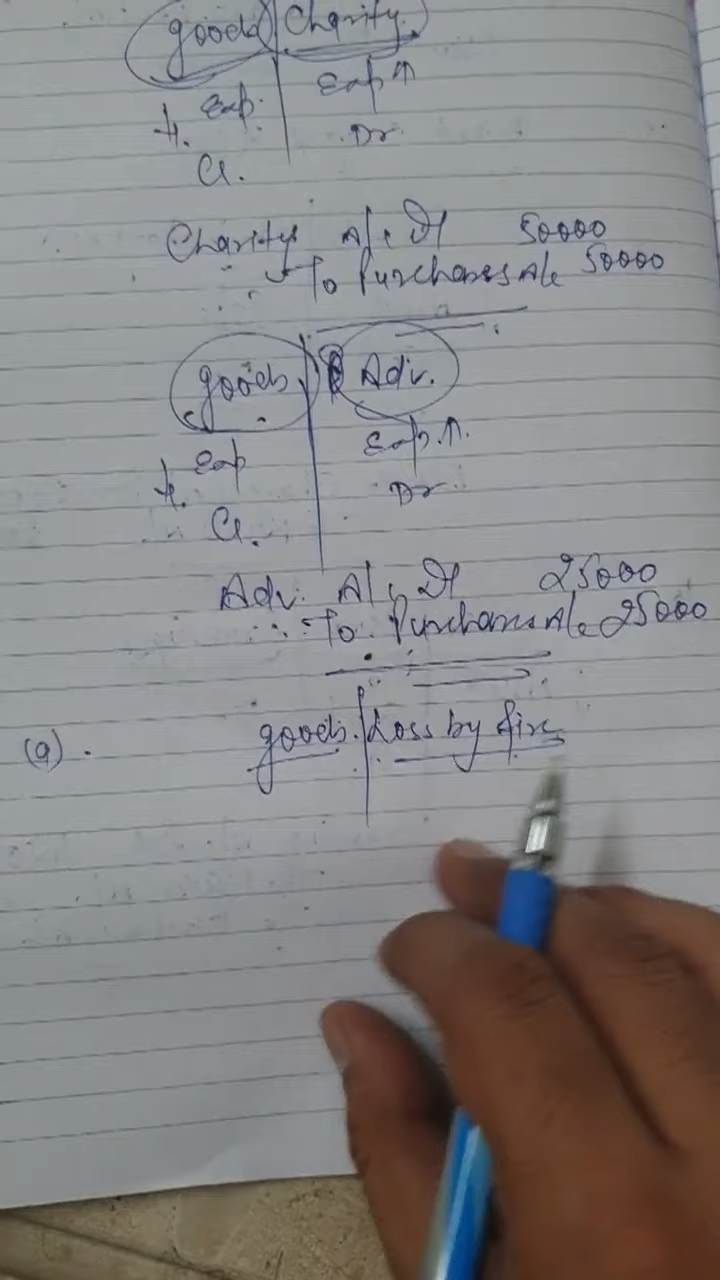 goods Charity.
Exp. Exp ↑
↓. Dr.
Cr.
Charity A/c Dr 50000
To Purchases A/c 50000
goods Adv.
Exp Exp. ↑.
↓. Dr.
Cr.
Adv. A/c Dr 25000
To Purchases A/c 25000
(9). goods. Loss by fire